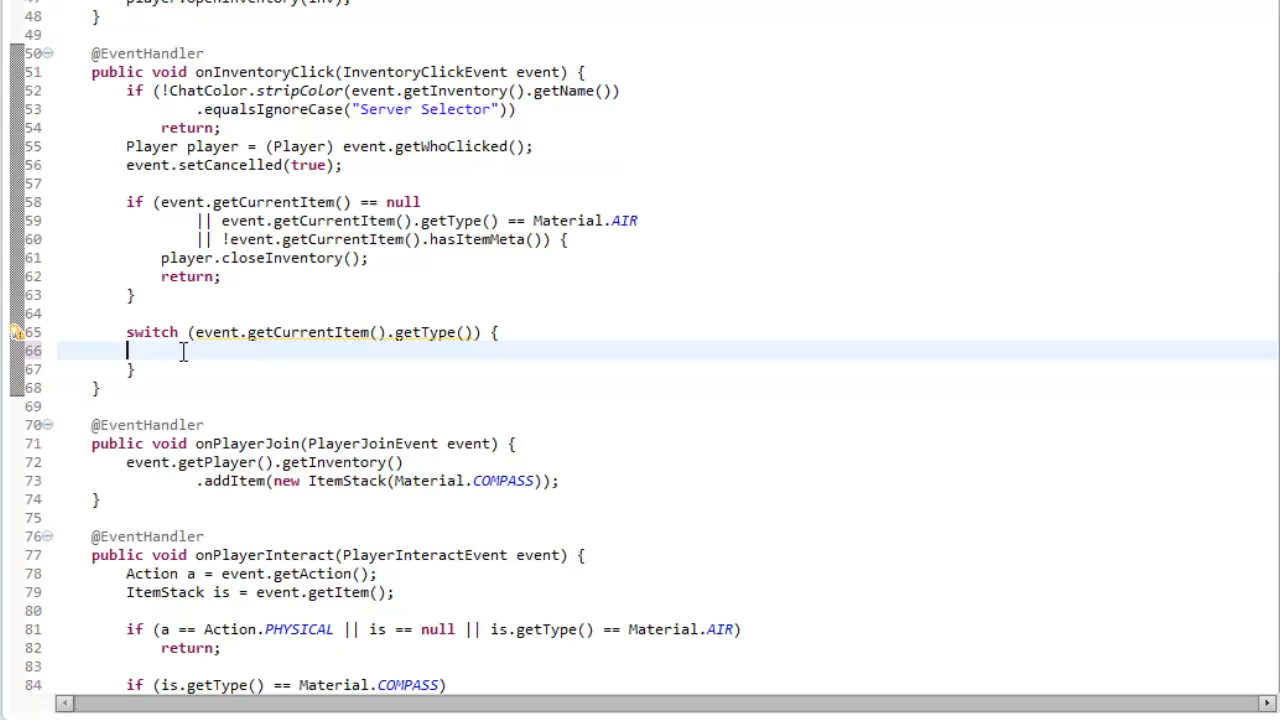 47 player.openInventory(inv);
48 }
49
50 @EventHandler
51 public void onInventoryClick(InventoryClickEvent event) {
52 if (!ChatColor.stripColor(event.getInventory().getName())
53 .equalsIgnoreCase("Server Selector"))
54 return;
55 Player player = (Player) event.getWhoClicked();
56 event.setCancelled(true);
57
58 if (event.getCurrentItem() == null
59 || event.getCurrentItem().getType() == Material.AIR
60 || !event.getCurrentItem().hasItemMeta()) {
61 player.closeInventory();
62 return;
63 }
64
65 switch (event.getCurrentItem().getType()) {
66
67 }
68 }
69
70 @EventHandler
71 public void onPlayerJoin(PlayerJoinEvent event) {
72 event.getPlayer().getInventory()
73 .addItem(new ItemStack(Material.COMPASS));
74 }
75
76 @EventHandler
77 public void onPlayerInteract(PlayerInteractEvent event) {
78 Action a = event.getAction();
79 ItemStack is = event.getItem();
80
81 if (a == Action.PHYSICAL || is == null || is.getType() == Material.AIR)
82 return;
83
84 if (is.getType() == Material.COMPASS)